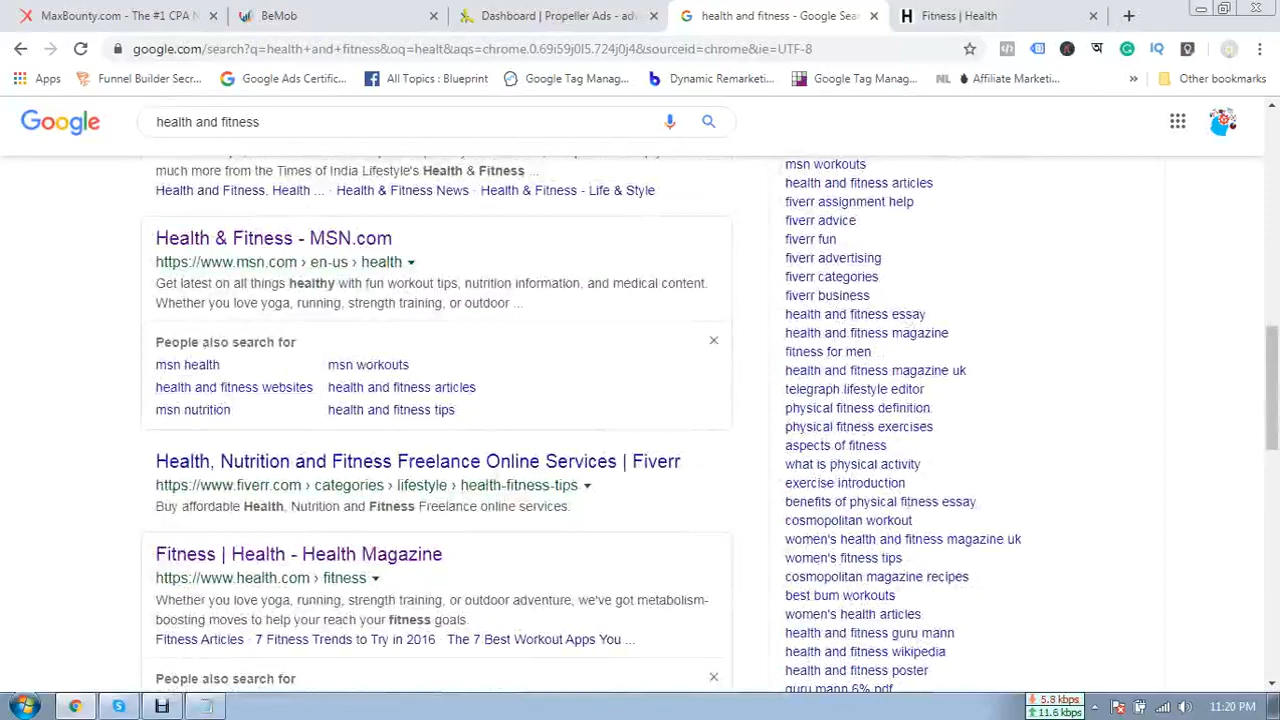 MaxBounty.com - The #1 CPA N
BeMob
Dashboard | Propeller Ads - adv
health and fitness - Google Sear
Fitness | Health
google.com/search?q=health+and+fitness&oq=healt&aqs=chrome.0.69i59j0l5.724j0j4&sourceid=chrome&ie=UTF-8
Apps
Funnel Builder Secr...
Google Ads Certific...
All Topics : Blueprint
Google Tag Manag...
Dynamic Remarketi...
Google Tag Manag...
NL
Affiliate Marketi...
»
Other bookmarks
Google
health and fitness
much more from the Times of India Lifestyle's Health & Fitness ...
Health and Fitness, Health ... · Health & Fitness News · Health & Fitness - Life & Style
Health & Fitness - MSN.com
https://www.msn.com › en-us › health
Get latest on all things healthy with fun workout tips, nutrition information, and medical content.
Whether you love yoga, running, strength training, or outdoor ...
People also search for
msn health
msn workouts
health and fitness websites
health and fitness articles
msn nutrition
health and fitness tips
Health, Nutrition and Fitness Freelance Online Services | Fiverr
https://www.fiverr.com › categories › lifestyle › health-fitness-tips
Buy affordable Health, Nutrition and Fitness Freelance online services.
Fitness | Health - Health Magazine
https://www.health.com › fitness
Whether you love yoga, running, strength training, or outdoor adventure, we've got metabolism-
boosting moves to help your reach your fitness goals.
Fitness Articles · 7 Fitness Trends to Try in 2016 · The 7 Best Workout Apps You ...
People also search for
msn workouts
health and fitness articles
fiverr assignment help
fiverr advice
fiverr fun
fiverr advertising
fiverr categories
fiverr business
health and fitness essay
health and fitness magazine
fitness for men
health and fitness magazine uk
telegraph lifestyle editor
physical fitness definition
physical fitness exercises
aspects of fitness
what is physical activity
exercise introduction
benefits of physical fitness essay
cosmopolitan workout
women's health and fitness magazine uk
women's fitness tips
cosmopolitan magazine recipes
best bum workouts
women's health articles
health and fitness guru mann
health and fitness wikipedia
health and fitness poster
guru mann 6% pdf
5.8 kbps
11.6 kbps
11:20 PM